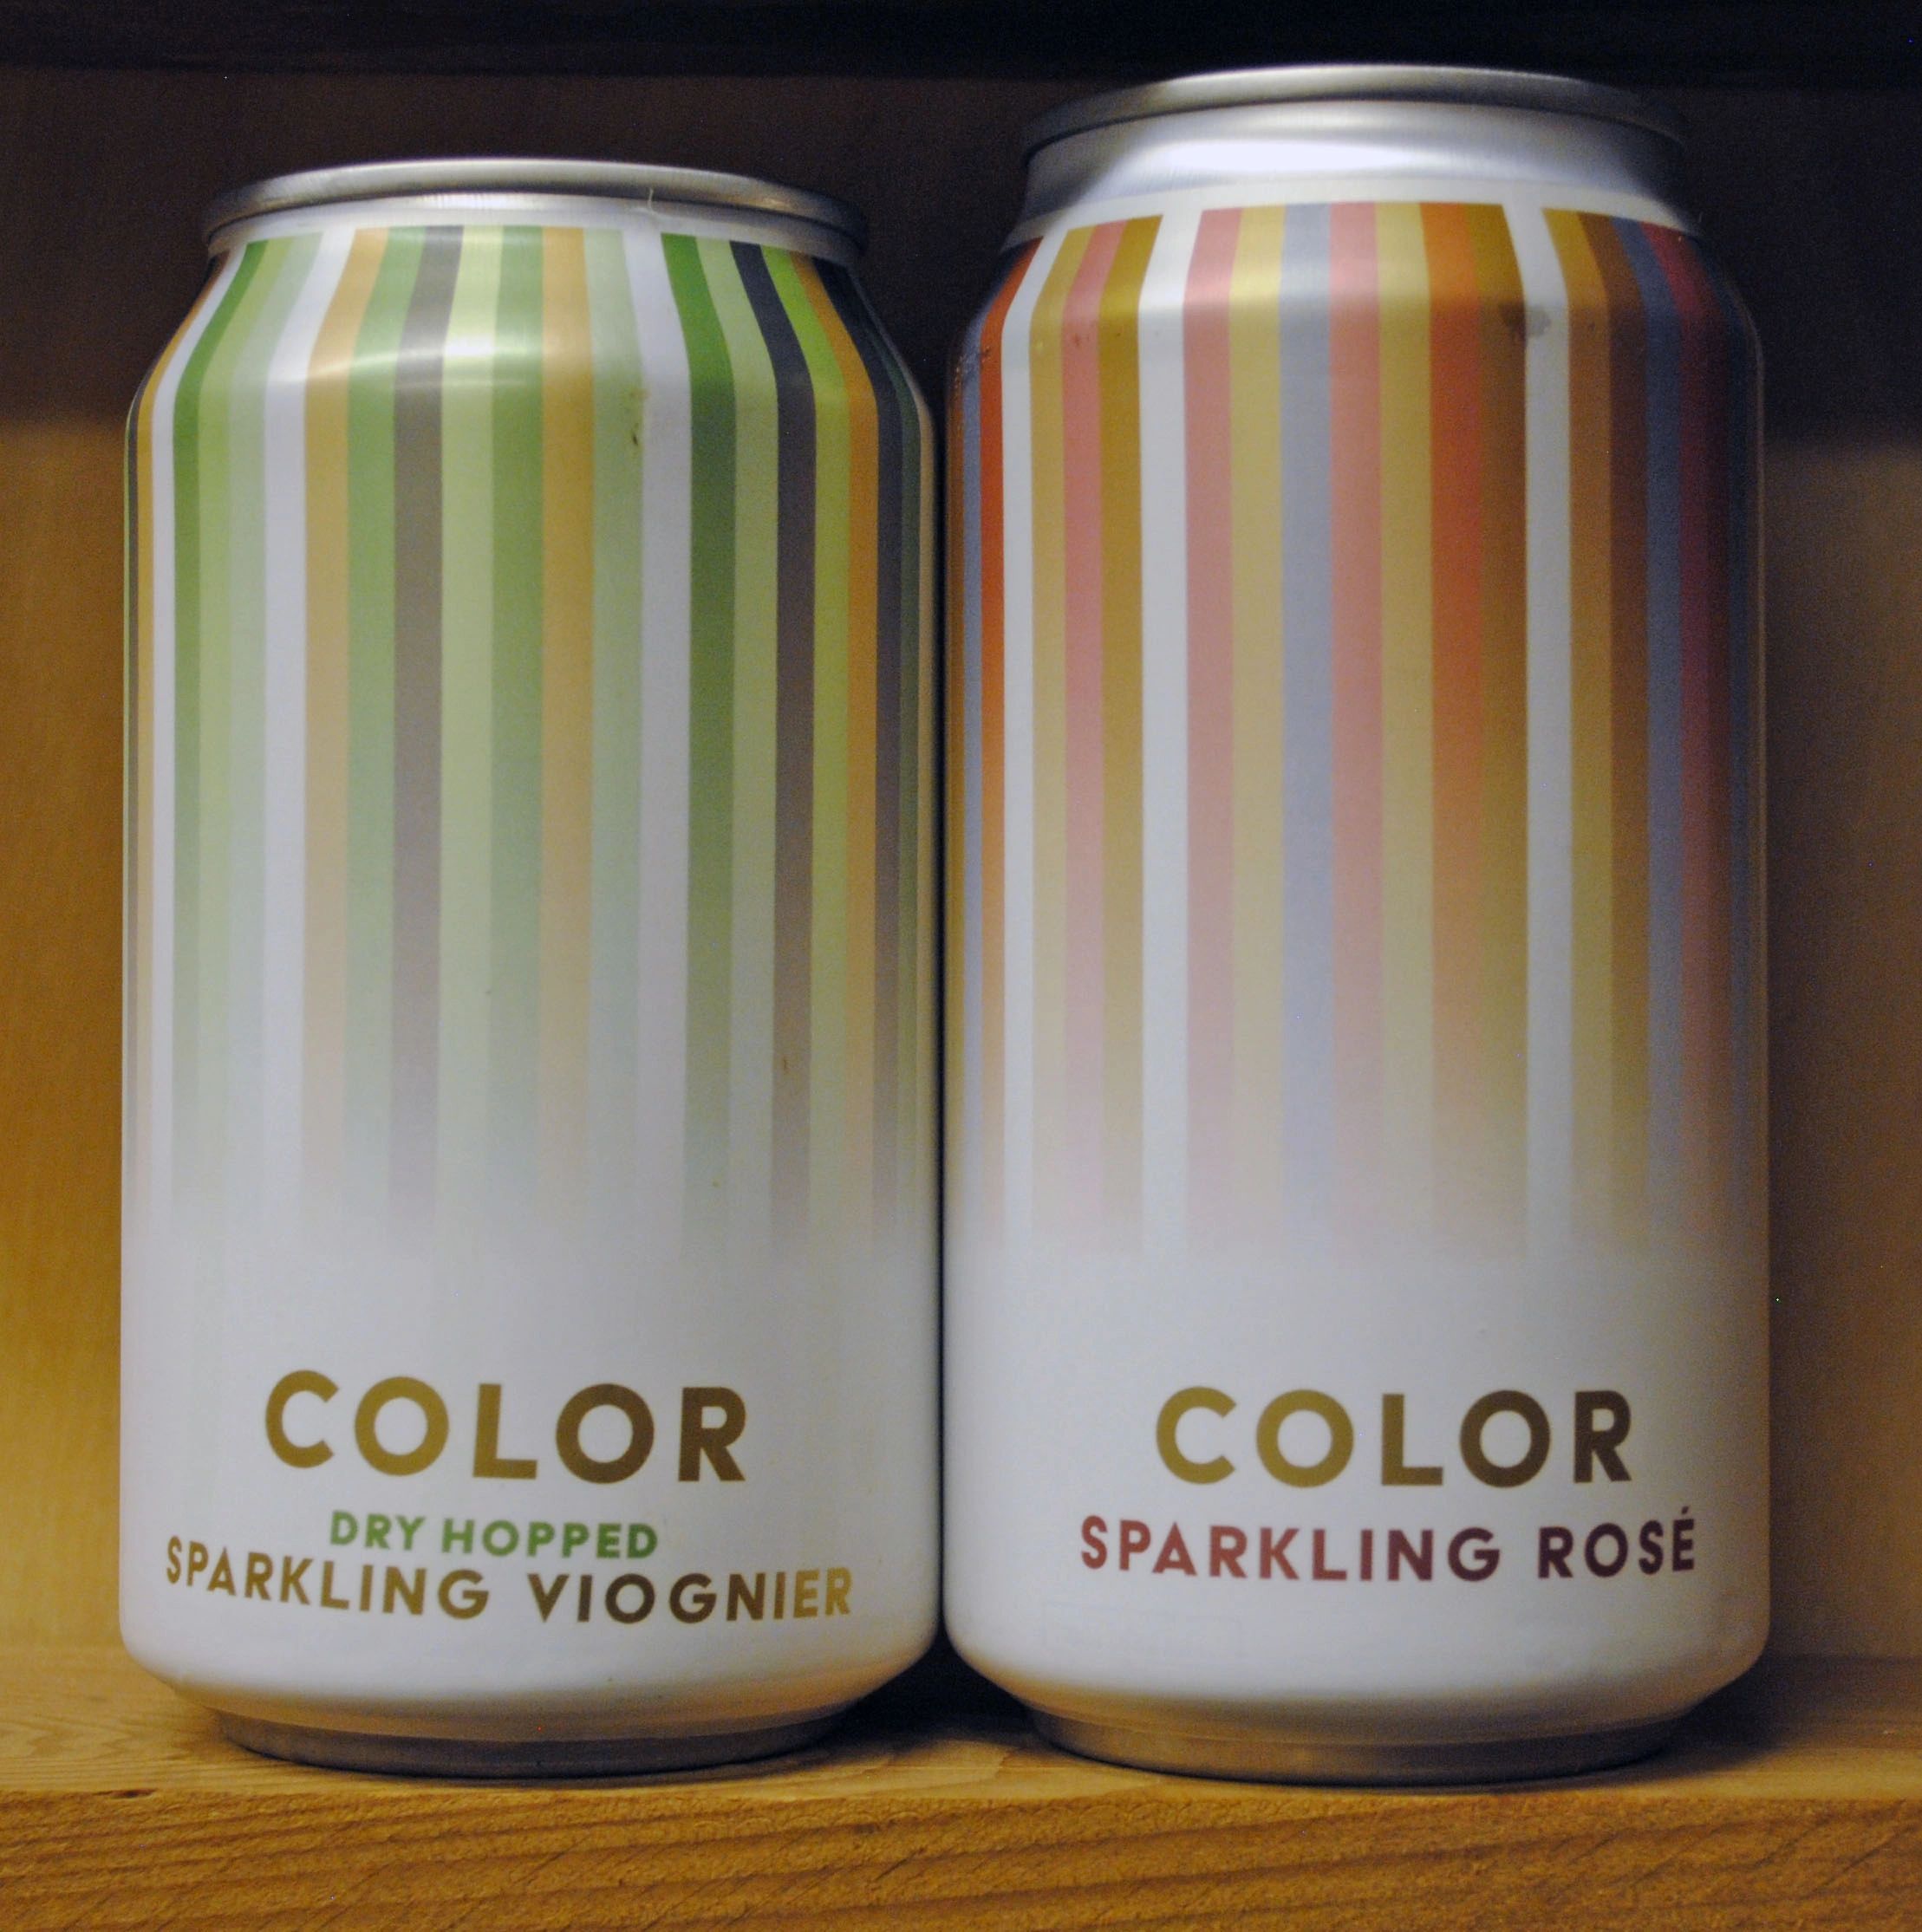 COLOR
DRY HOPPED
SPARKLING VIOGNIER
COLOR
SPARKLING ROSÉ